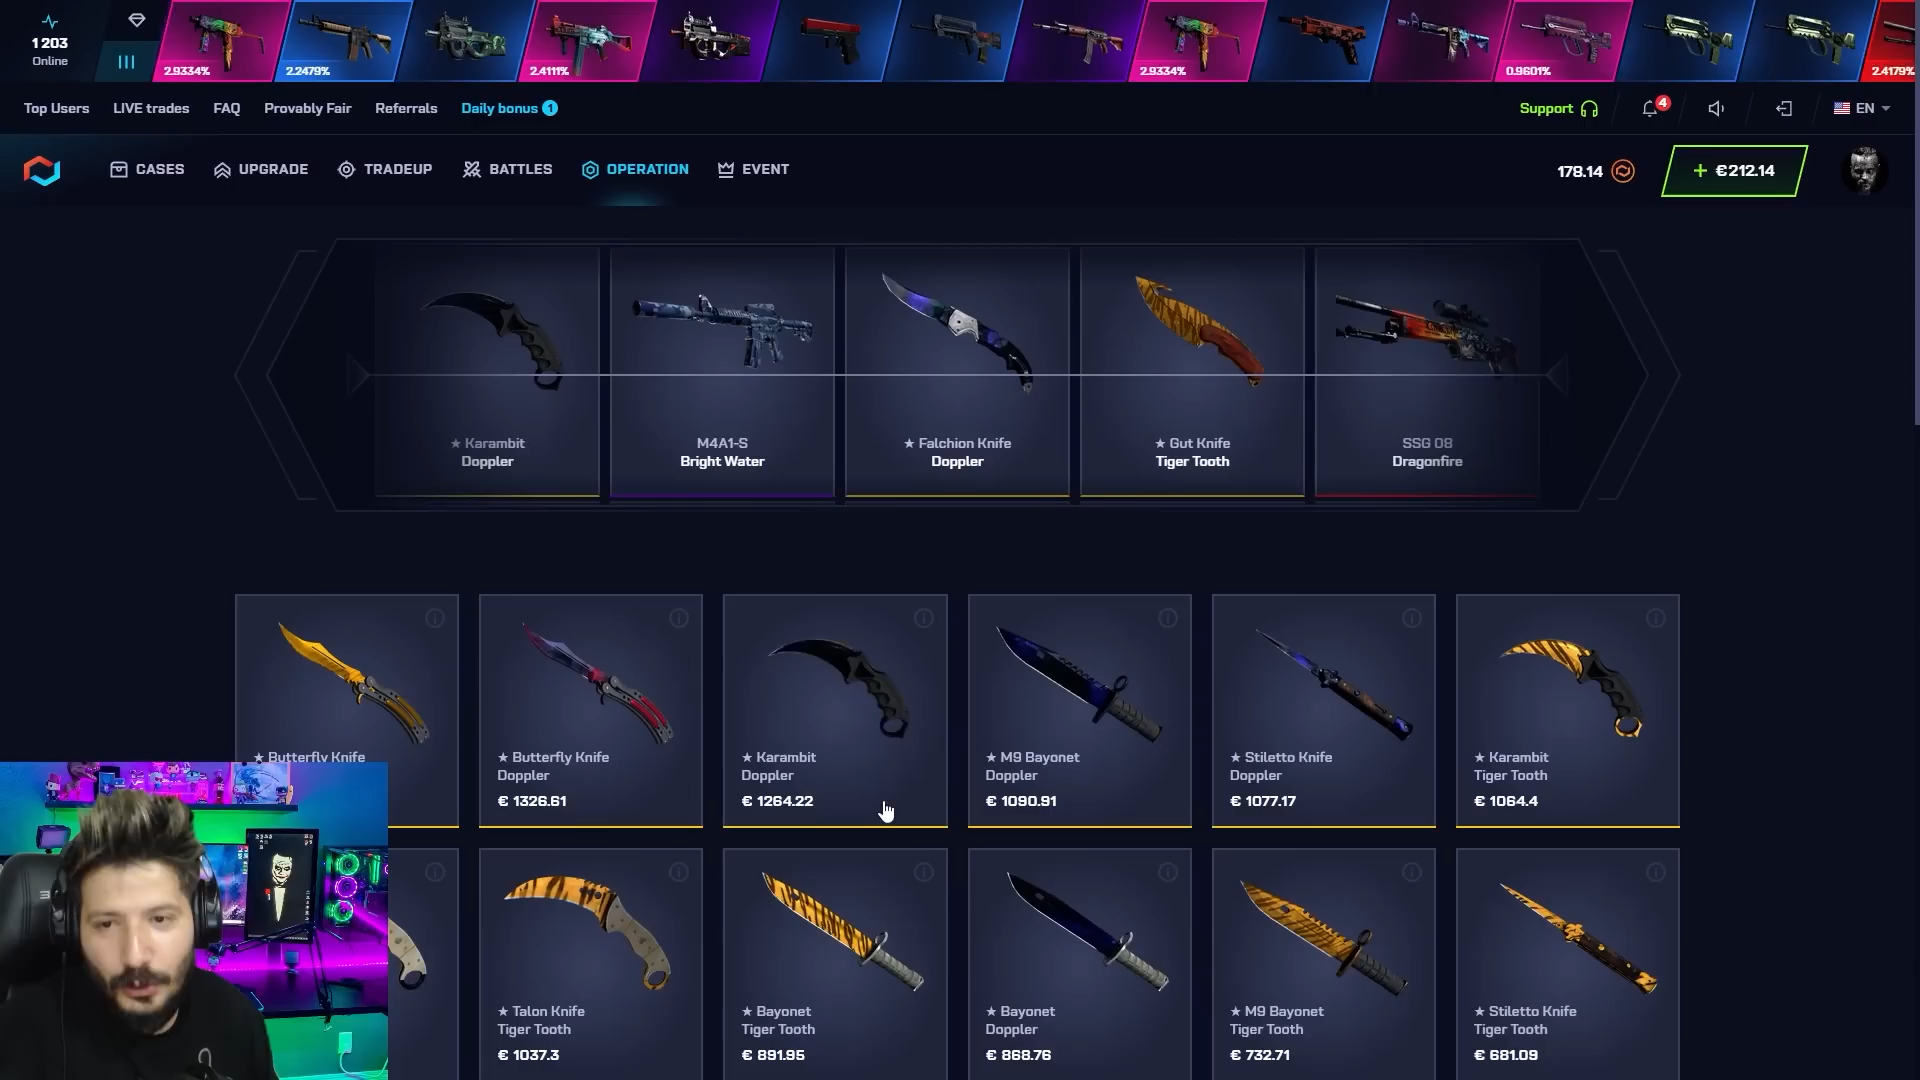 1 203
Online
2.9334%
2.2479%
2.4111%
2.9334%
0.9601%
2.4179%
Top Users
LIVE trades
FAQ
Provably Fair
Referrals
Daily bonus 1
Support
4
EN
CASES
UPGRADE
TRADEUP
BATTLES
OPERATION
EVENT
178.14
+ €212.14
★ Karambit
Doppler
M4A1-S
Bright Water
★ Falchion Knife
Doppler
★ Gut Knife
Tiger Tooth
SSG 08
Dragonfire
★ Butterfly Knife
★ Butterfly Knife
Doppler
€ 1326.61
★ Karambit
Doppler
€ 1264.22
★ M9 Bayonet
Doppler
€ 1090.91
★ Stiletto Knife
Doppler
€ 1077.17
★ Karambit
Tiger Tooth
€ 1064.4
★ Talon Knife
Tiger Tooth
€ 1037.3
★ Bayonet
Tiger Tooth
€ 891.95
★ Bayonet
Doppler
€ 868.76
★ M9 Bayonet
Tiger Tooth
€ 732.71
★ Stiletto Knife
Tiger Tooth
€ 681.09